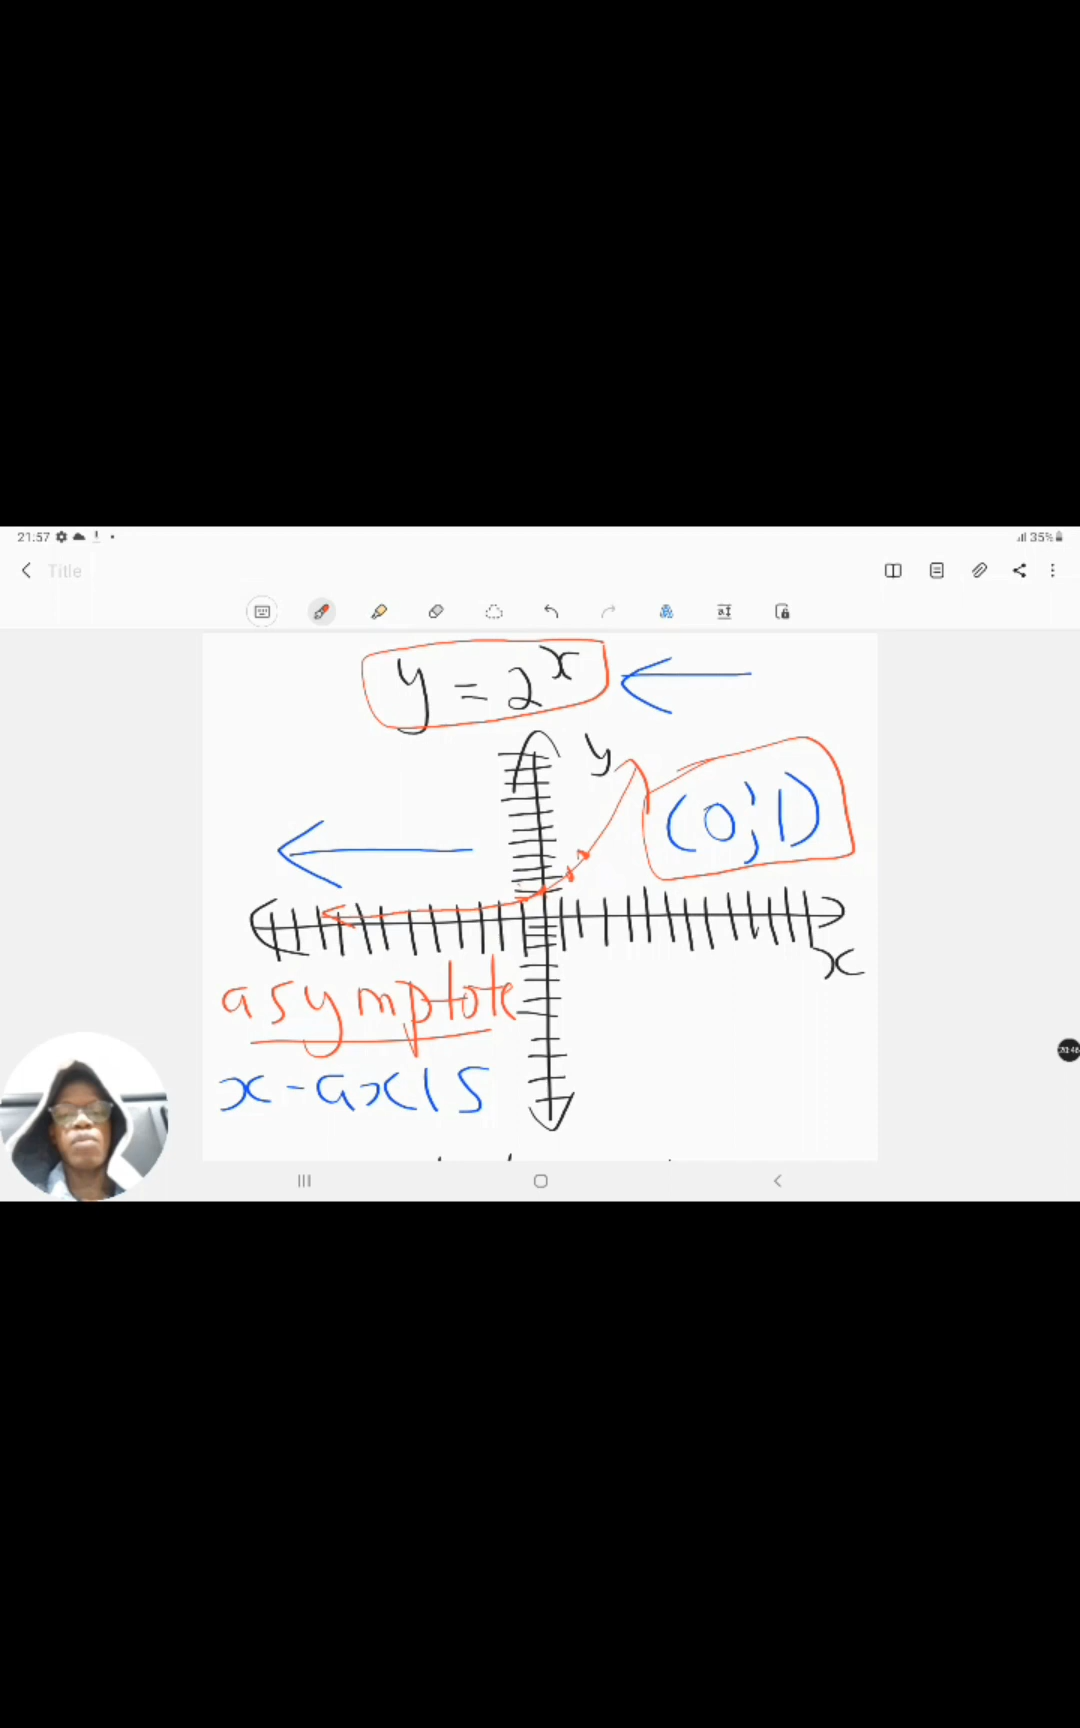 21:57
35%
Title
y = 2^x
y
(0;1)
x
asymptote
x-axis